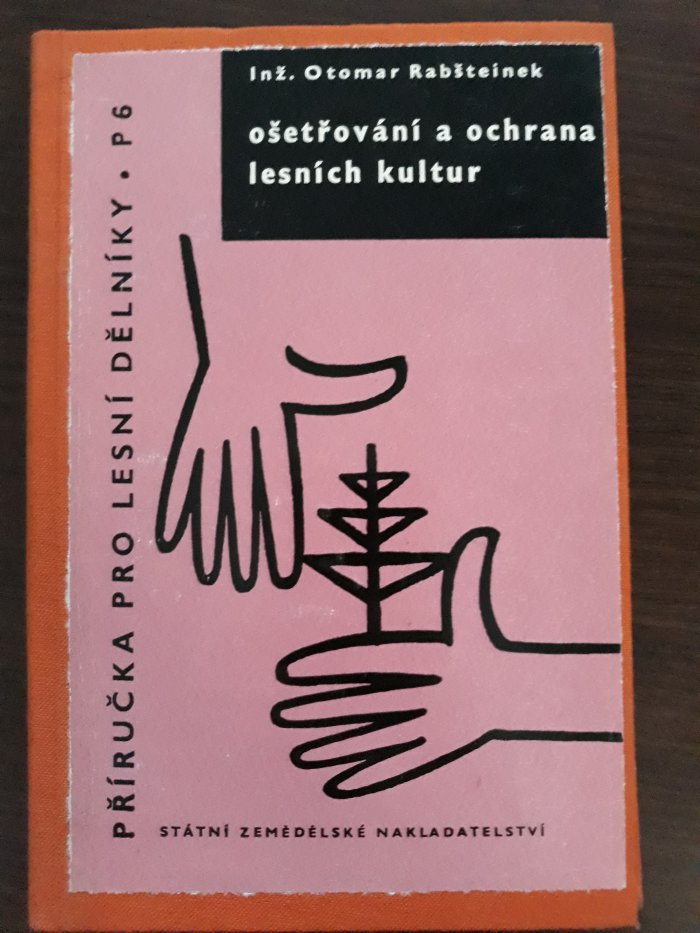 Inž. Otomar Rabšteinek
ošetřování a ochrana
lesních kultur
PŘÍRUČKA PRO LESNÍ DĚLNÍKY • P 6
STÁTNÍ ZEMĚDĚLSKÉ NAKLADATELSTVÍ